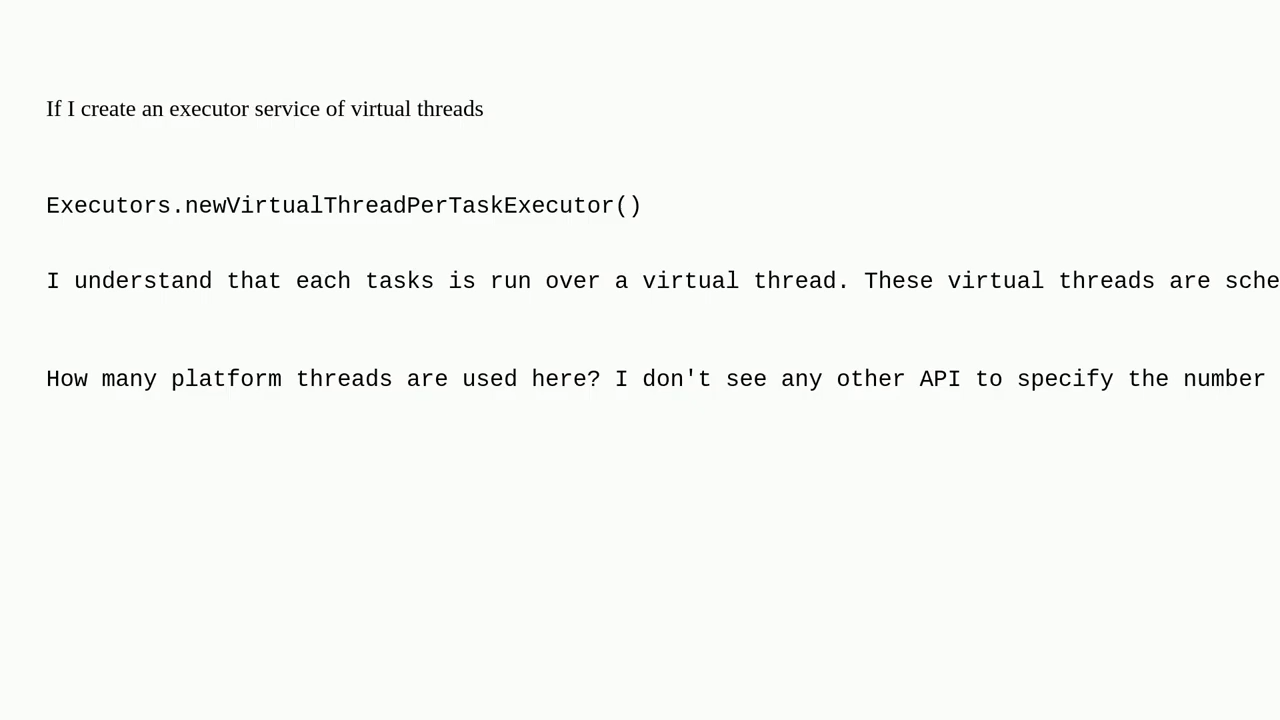 If I create an executor service of virtual threads
Executors.newVirtualThreadPerTaskExecutor()
I understand that each tasks is run over a virtual thread. These virtual threads are
How many platform threads are used here? I don't see any other API to specify the number